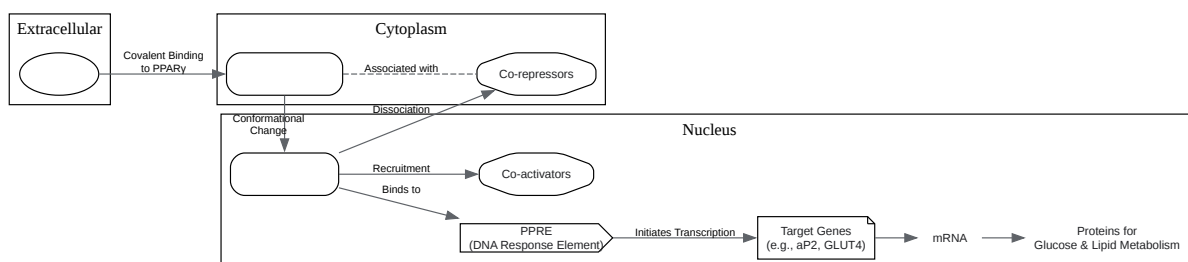 Extracellular
Cytoplasm
Covalent Binding
to PPARγ
Associated with
Co-repressors
Dissociation
Conformational
Change
Nucleus
Recruitment
Co-activators
Binds to
PPRE
(DNA Response Element)
Initiates Transcription
Target Genes
(e.g., aP2, GLUT4)
mRNA
Proteins for
Glucose & Lipid Metabolism